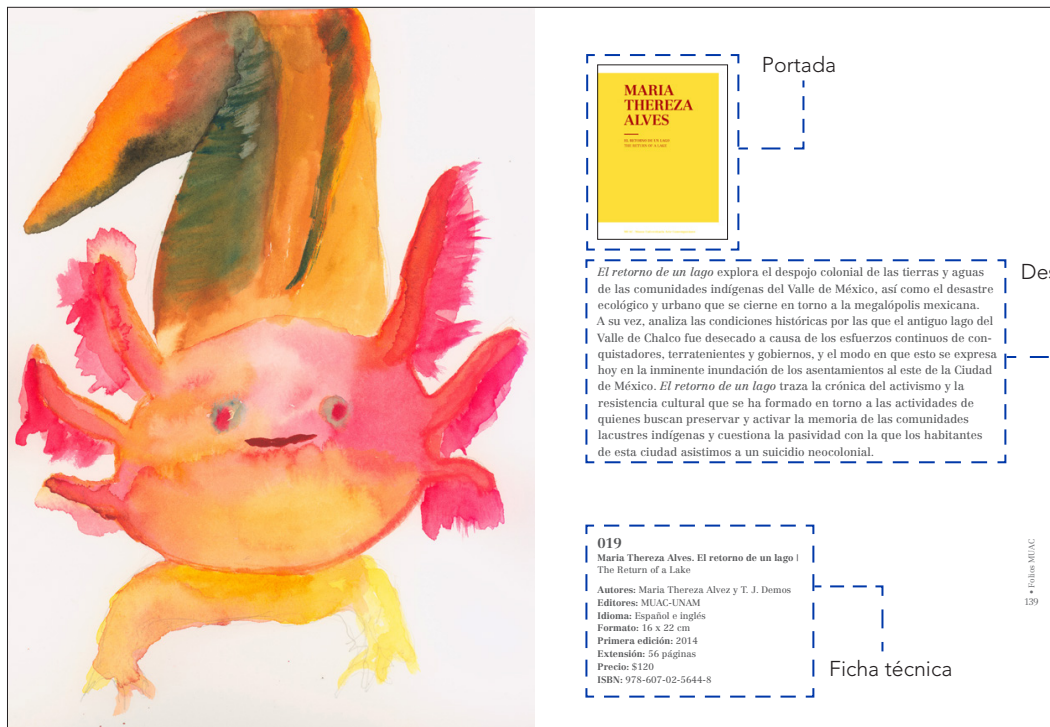 Portada
MARIA
THEREZA
ALVES
EL RETORNO DE UN LAGO
THE RETURN OF A LAKE
El retorno de un lago explora el despojo colonial de las tierras y aguas
de las comunidades indígenas del Valle de México, así como el desastre
ecológico y urbano que se cierne en torno a la megalópolis mexicana.
A su vez, analiza las condiciones históricas por las que el antiguo lago del
Valle de Chalco fue desecado a causa de los esfuerzos continuos de con-
quistadores, terratenientes y gobiernos, y el modo en que esto se expresa
hoy en la inminente inundación de los asentamientos al este de la Ciudad
de México. El retorno de un lago traza la crónica del activismo y la
resistencia cultural que se ha formado en torno a las actividades de
quienes buscan preservar y activar la memoria de las comunidades
lacustres indígenas y cuestiona la pasividad con la que los habitantes
de esta ciudad asistimos a un suicidio neocolonial.
Des
019
Maria Thereza Alves. El retorno de un lago |
The Return of a Lake
Autores: Maria Thereza Alvez y T. J. Demos
Editores: MUAC-UNAM
Idioma: Español e inglés
Formato: 16 x 22 cm
Primera edición: 2014
Extensión: 56 páginas
Precio: $120
ISBN: 978-607-02-5644-8
Ficha técnica
• Folios MUAC
139